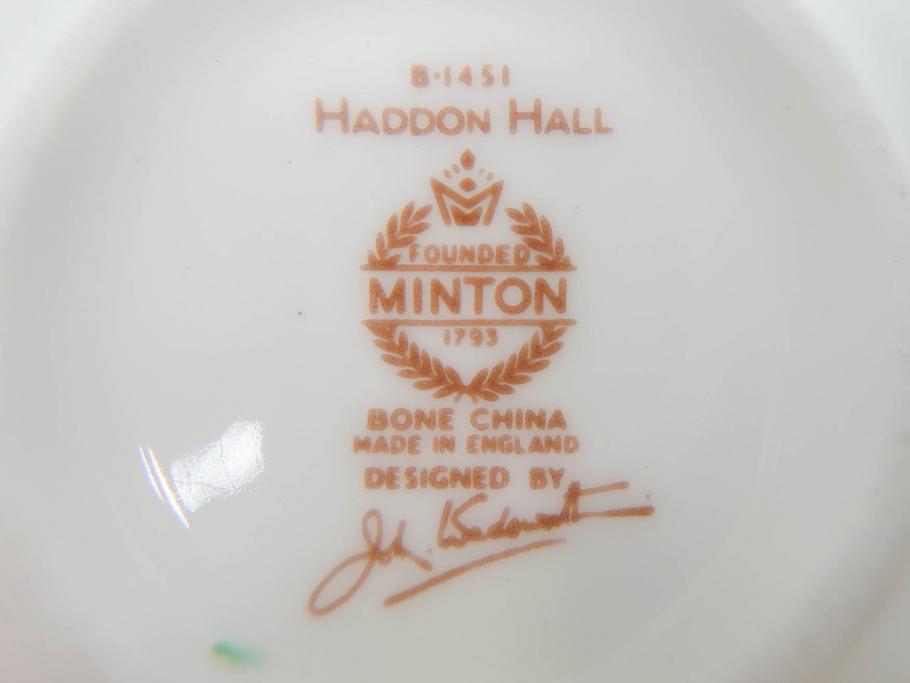 B·1451
HADDON HALL
FOUNDED
MINTON
1793
BONE CHINA
MADE IN ENGLAND
DESIGNED BY
John Wadsworth